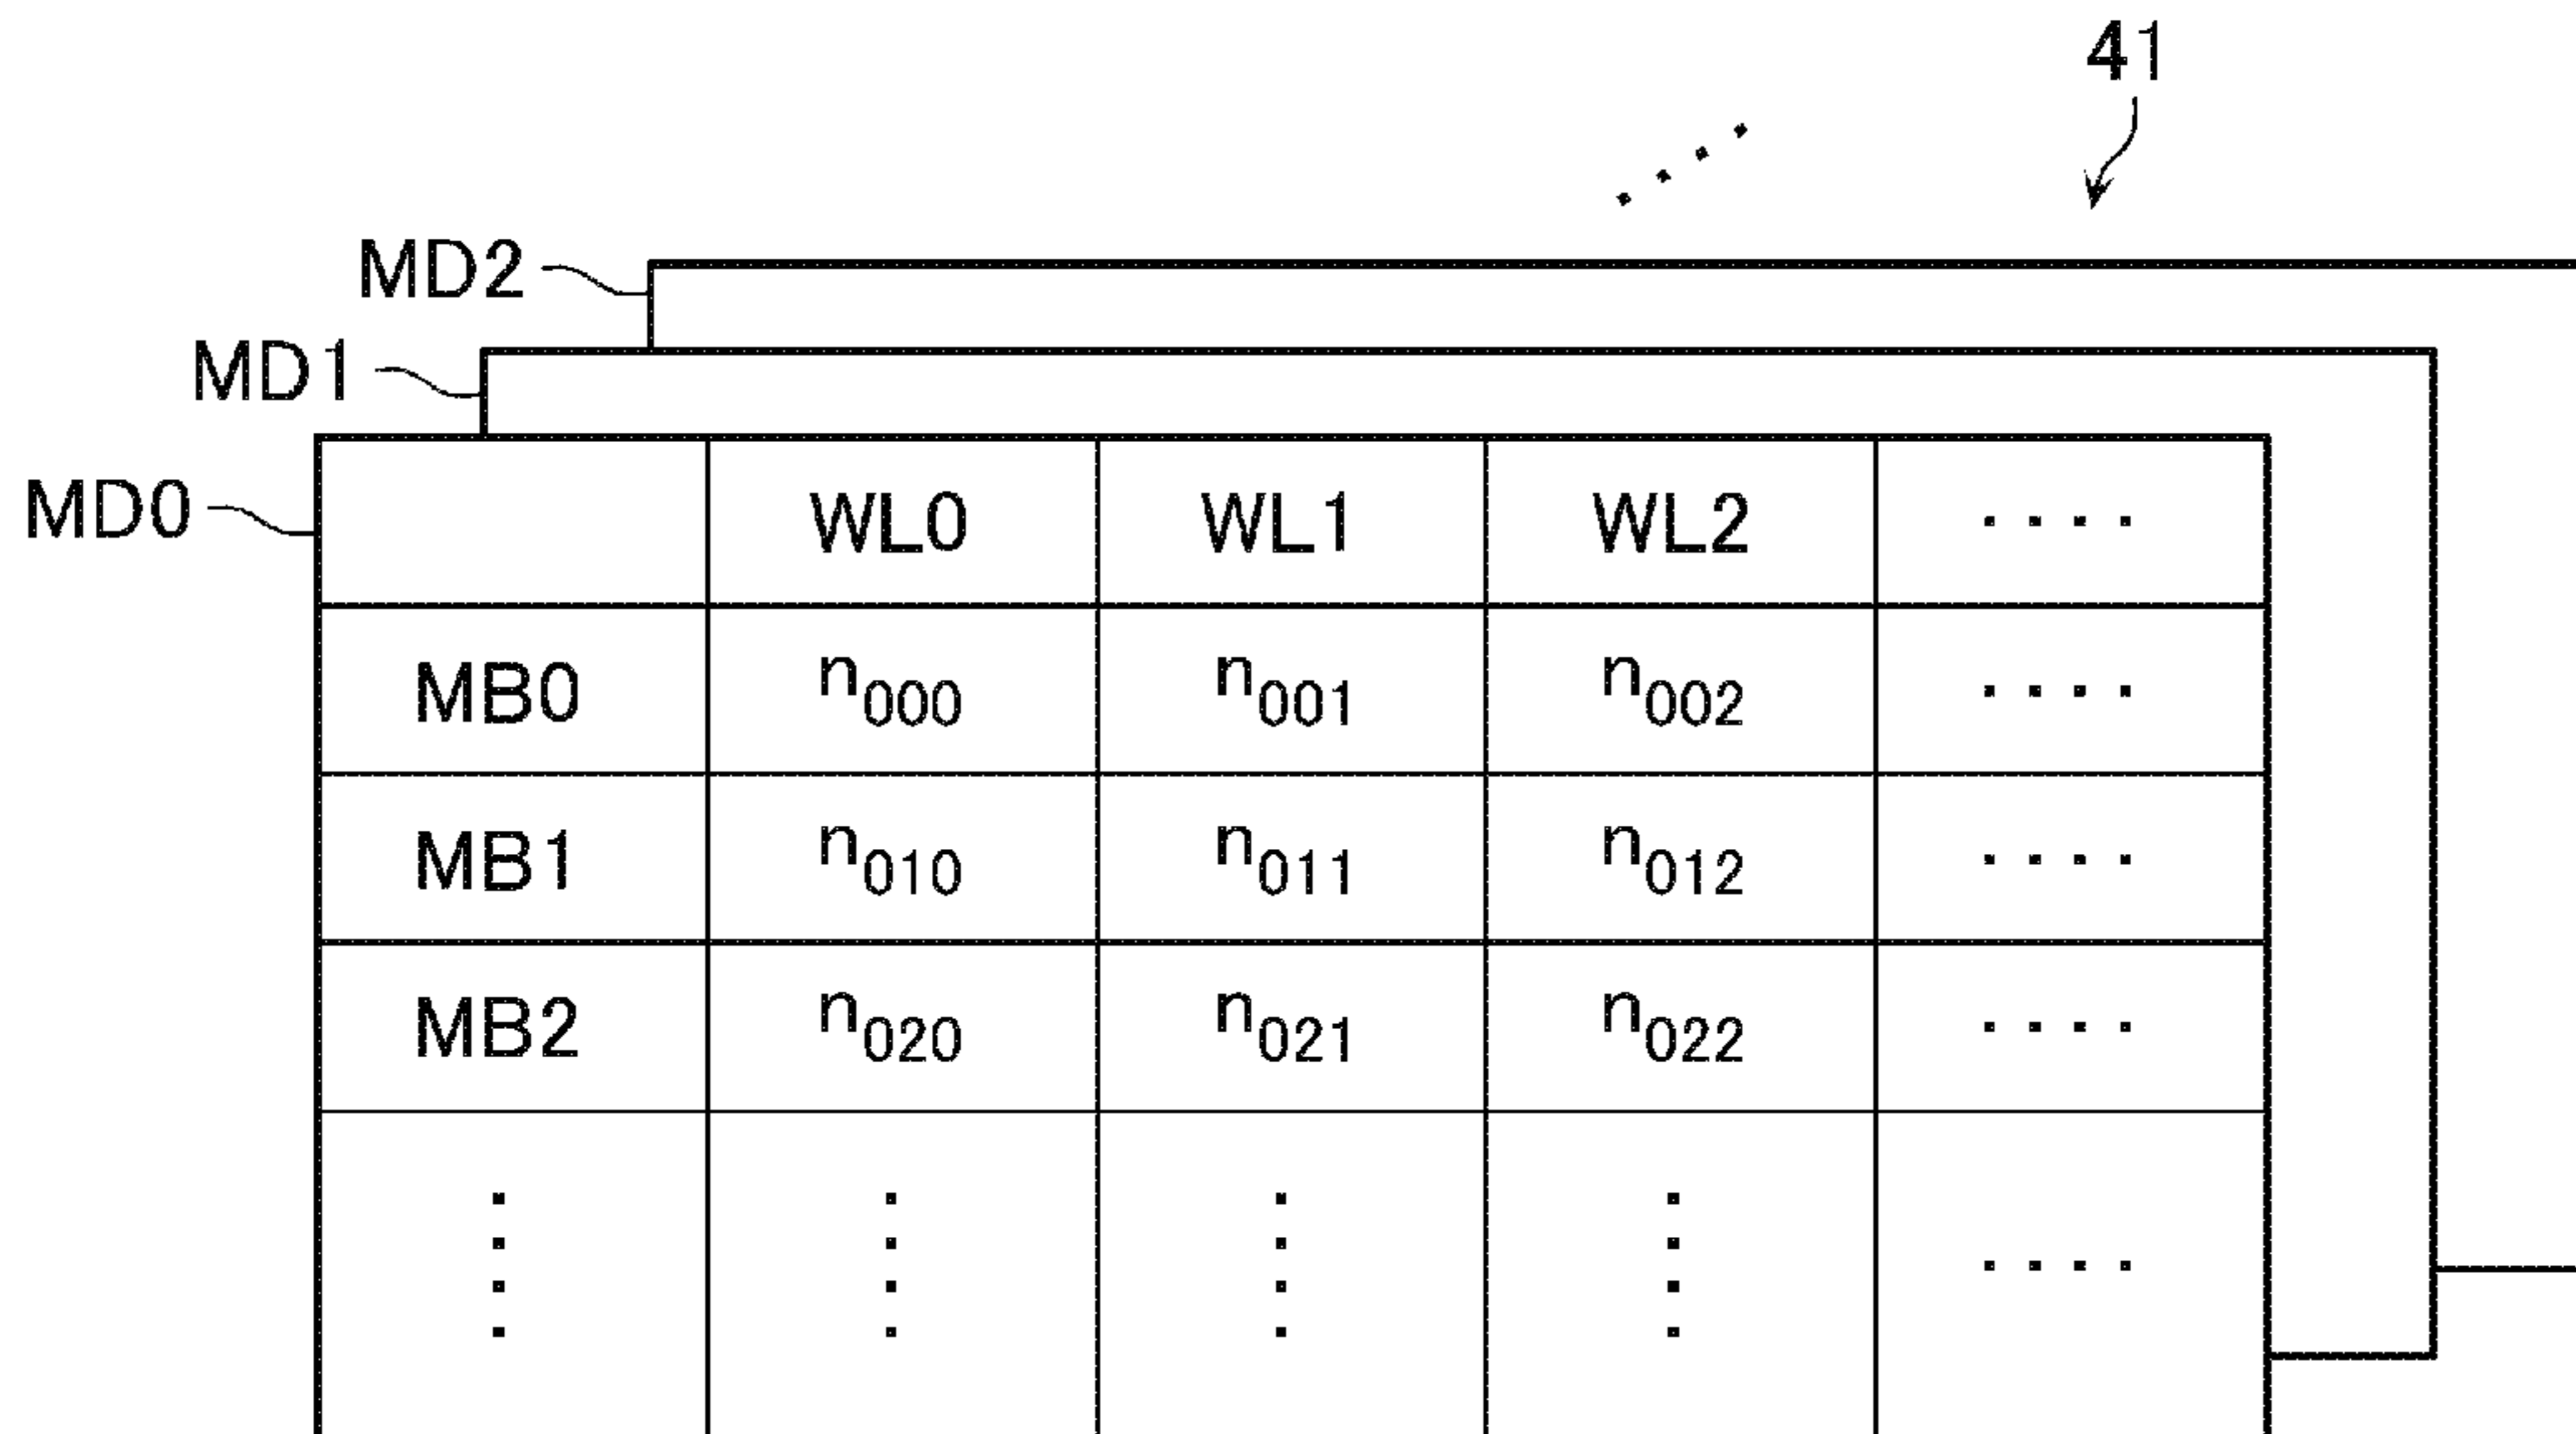 41
MD2
MD1
MD0
WL0 WL1 WL2 ････
MB0 n000 n001 n002 ････
MB1 n010 n011 n012 ････
MB2 n020 n021 n022 ････